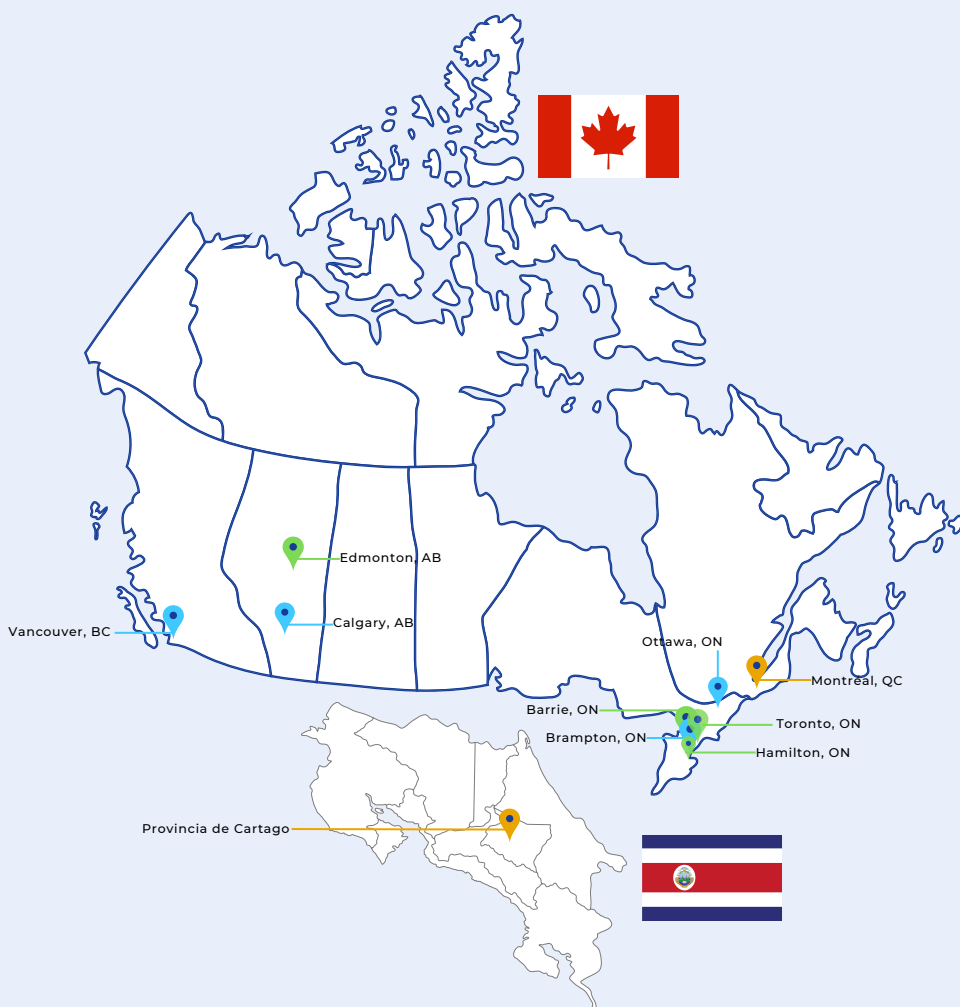 Edmonton, AB
Calgary, AB
Vancouver, BC
Ottawa, ON
Montréal, QC
Barrie, ON
Toronto, ON
Brampton, ON
Hamilton, ON
Provincia de Cartago